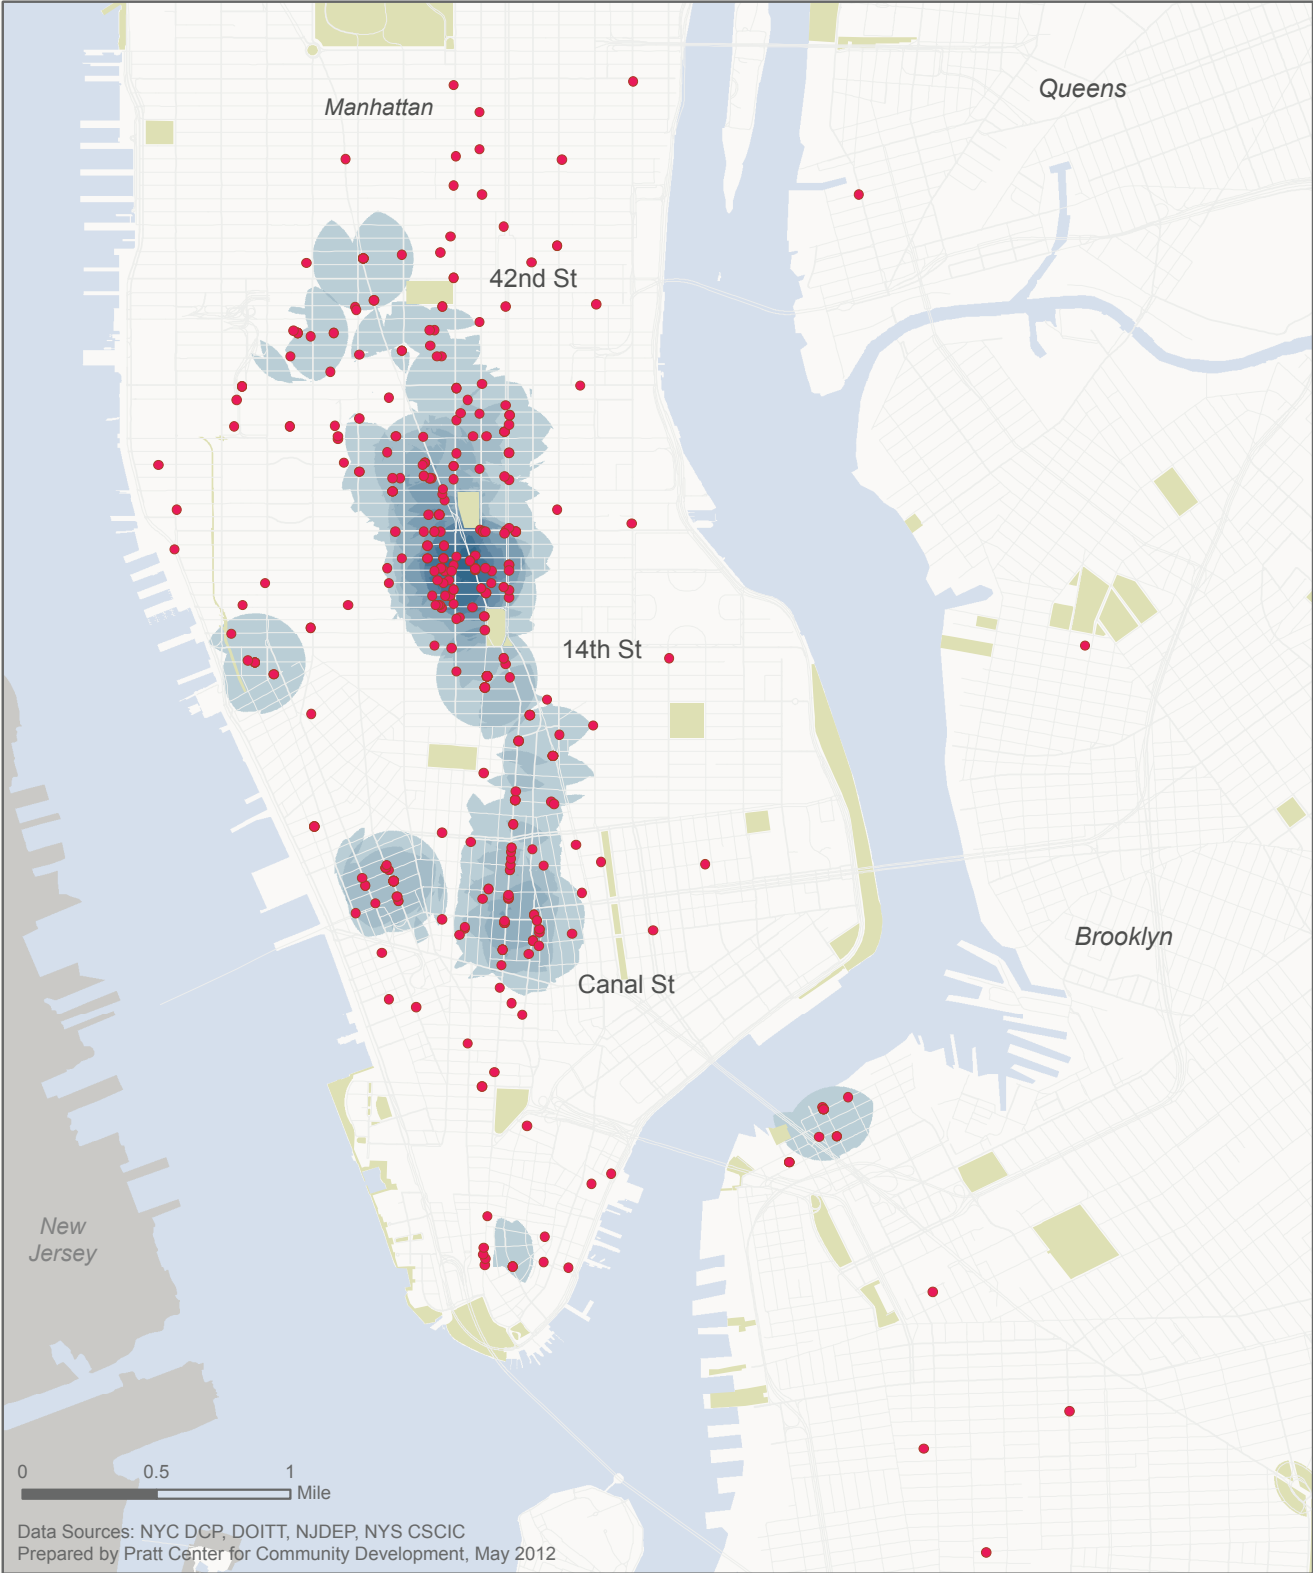 Queens
Manhattan
42nd St
14th St
Brooklyn
Canal St
New
Jersey
0 0.5 1
Mile
Data Sources: NYC DCP, DOITT, NJDEP, NYS CSCIC
Prepared by Pratt Center for Community Development, May 2012